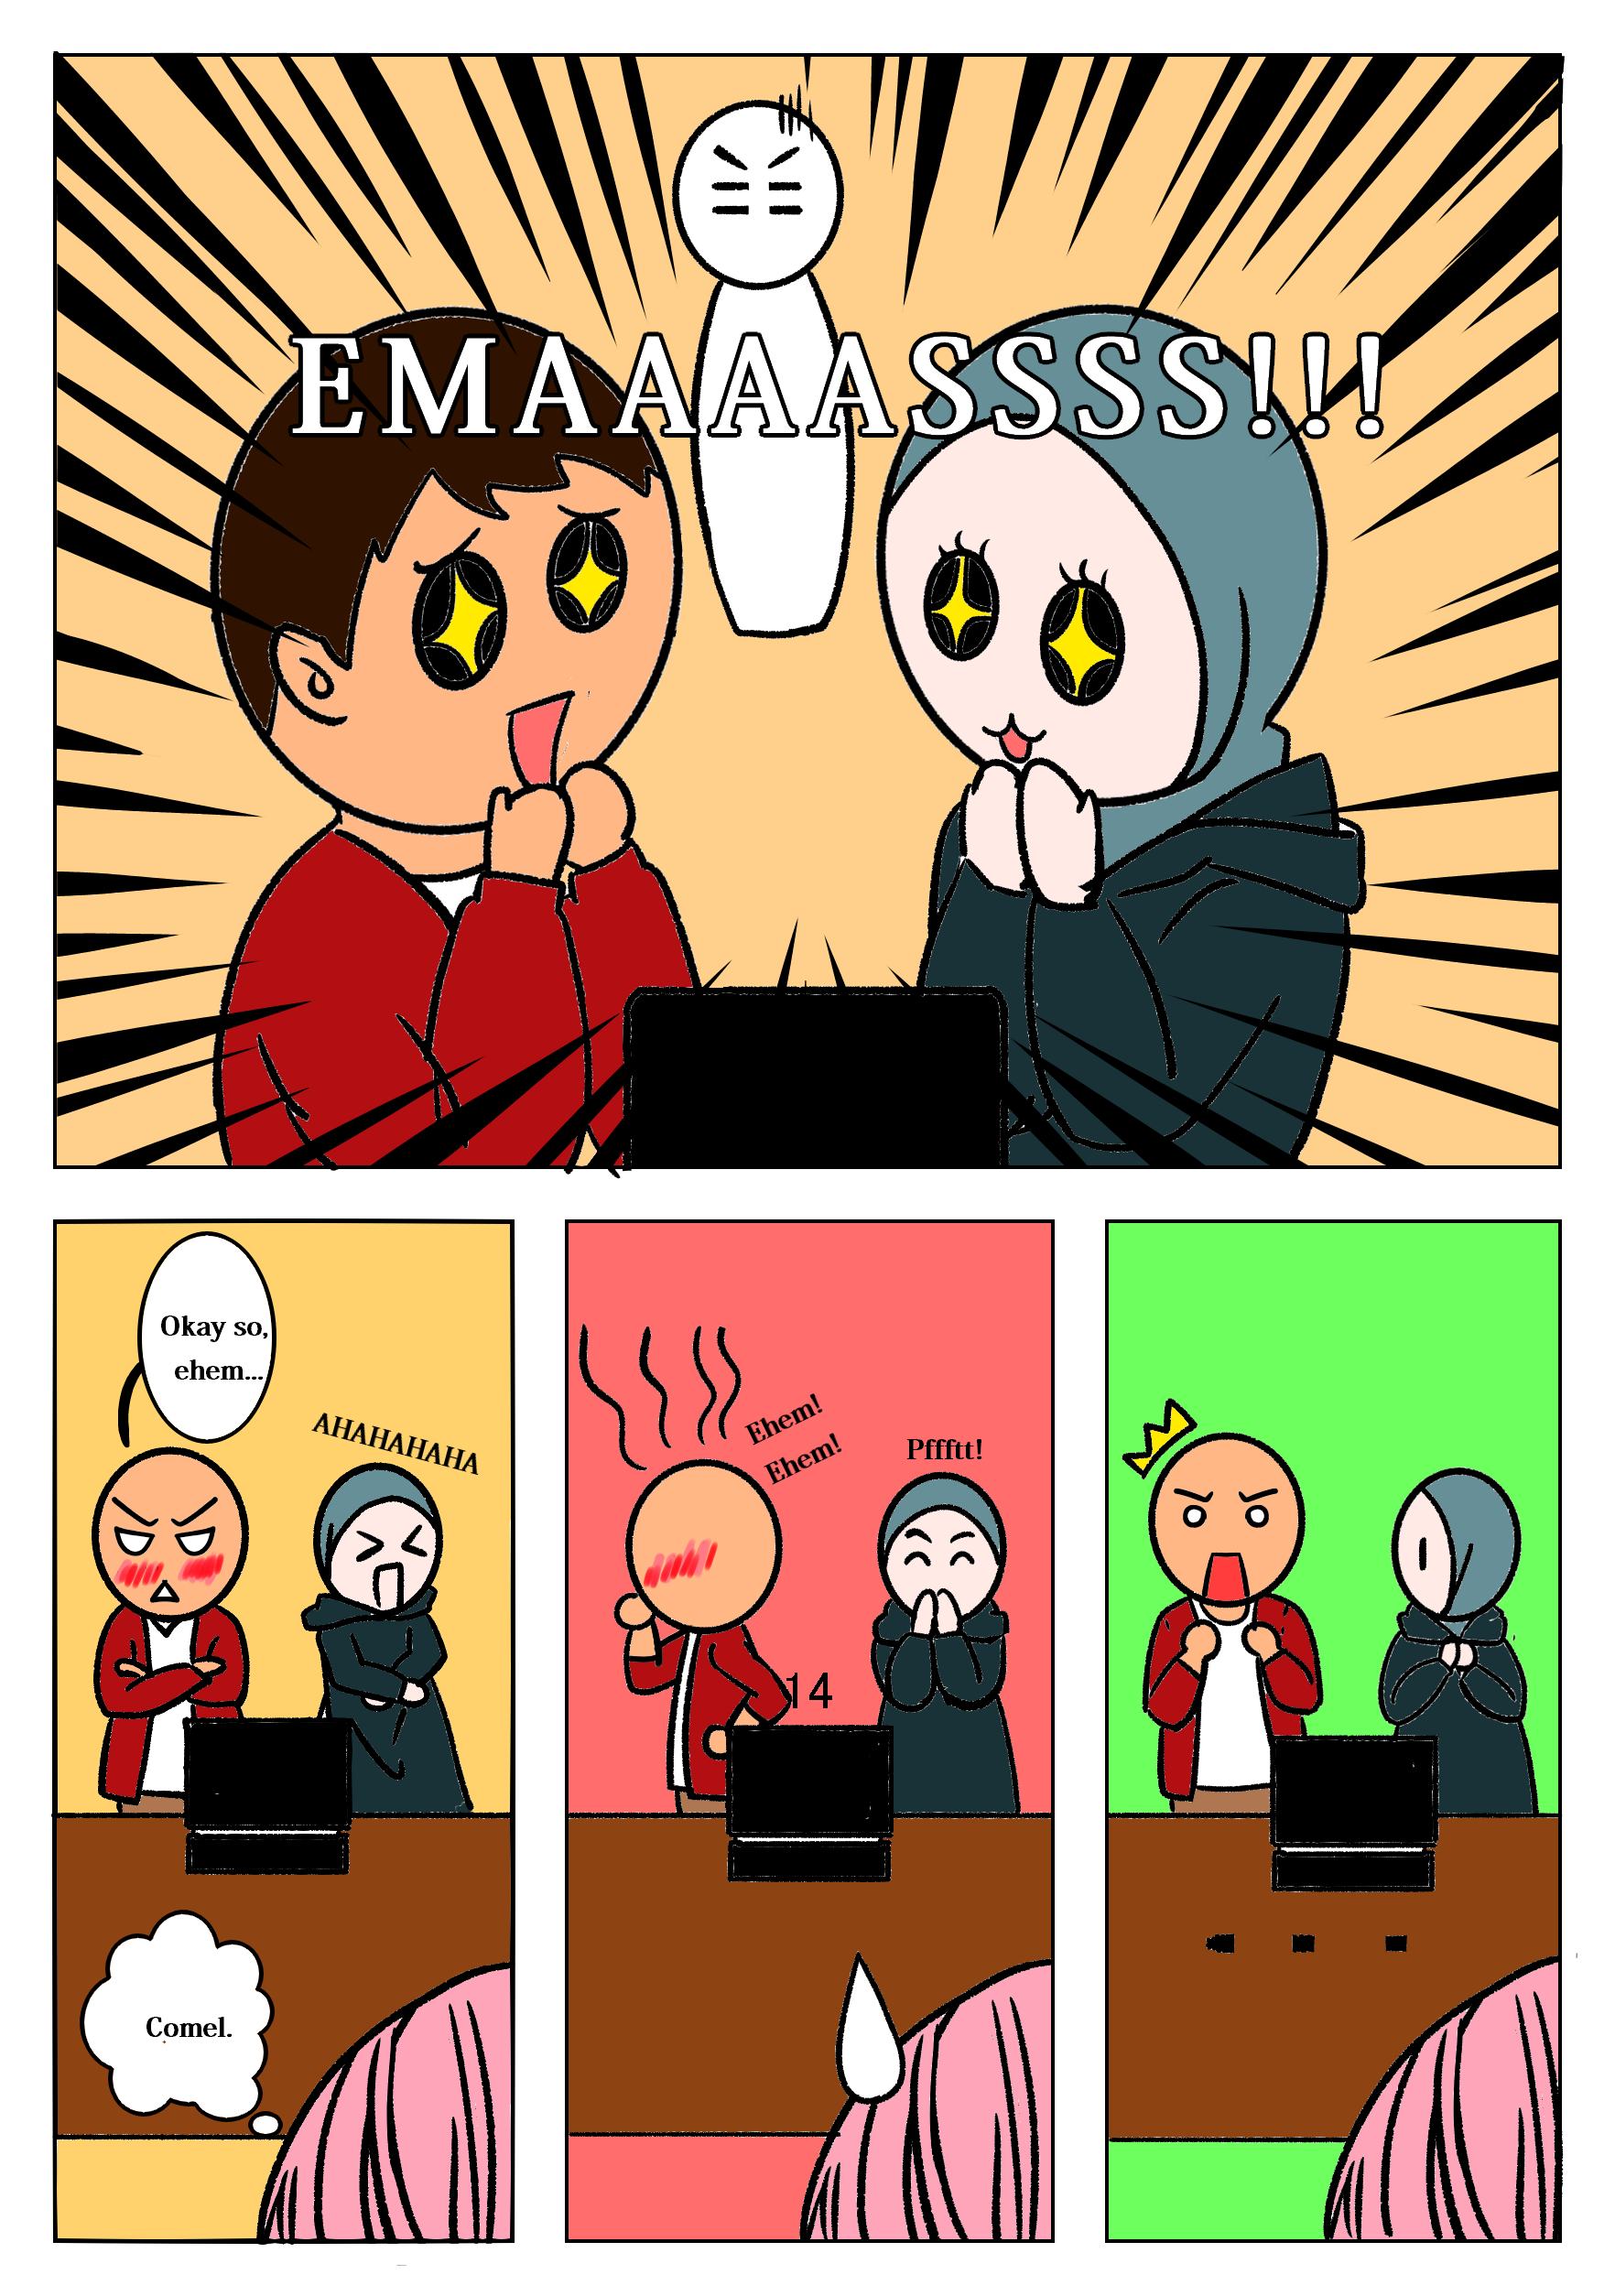 EMAAAASSSS!!!
Okay so,
ehem...
AHAHAHAHA
Comel.
Ehem!
Ehem!
Pffftt!
14